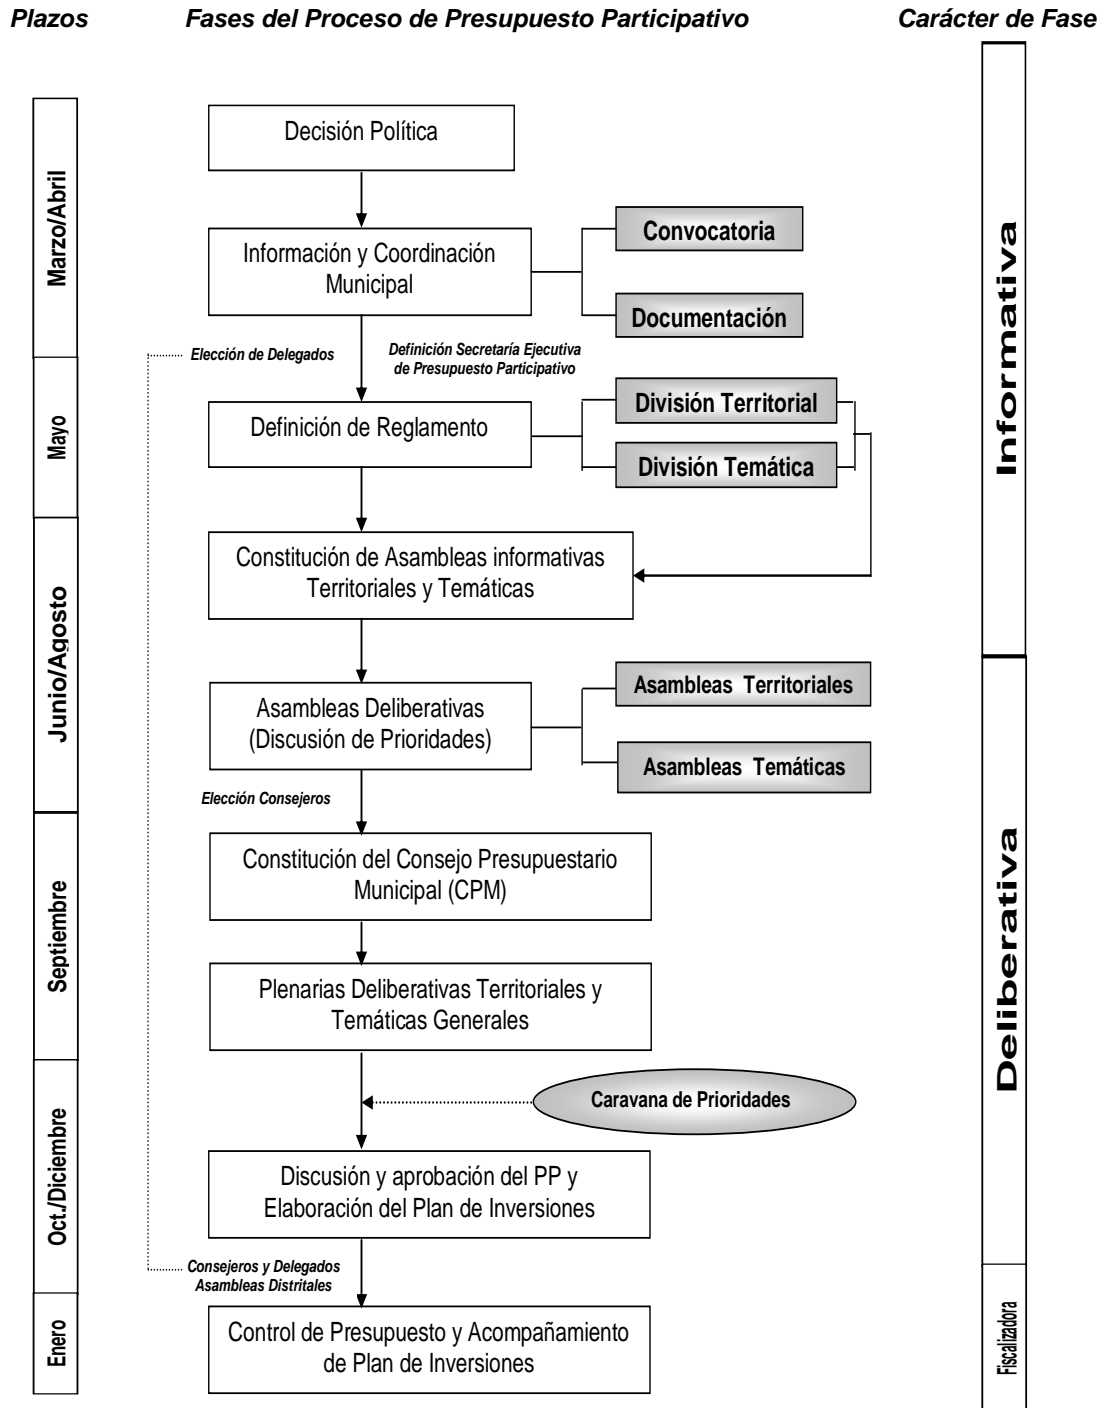 Plazos
Fases del Proceso de Presupuesto Participativo
Carácter de Fase
Marzo/Abril
Decisión Política
Información y Coordinación
Municipal
Convocatoria
Documentación
Informativa
Elección de Delegados
Definición Secretaría Ejecutiva
de Presupuesto Participativo
Mayo
Definición de Reglamento
División Territorial
División Temática
Junio/Agosto
Constitución de Asambleas informativas
Territoriales y Temáticas
Asambleas Deliberativas
(Discusión de Prioridades)
Asambleas Territoriales
Asambleas Temáticas
Elección Consejeros
Deliberativa
Septiembre
Constitución del Consejo Presupuestario
Municipal (CPM)
Plenarias Deliberativas Territoriales y
Temáticas Generales
Caravana de Prioridades
Oct./Diciembre
Discusión y aprobación del PP y
Elaboración del Plan de Inversiones
Consejeros y Delegados
Asambleas Distritales
Enero
Control de Presupuesto y Acompañamiento
de Plan de Inversiones
Fiscalizadora